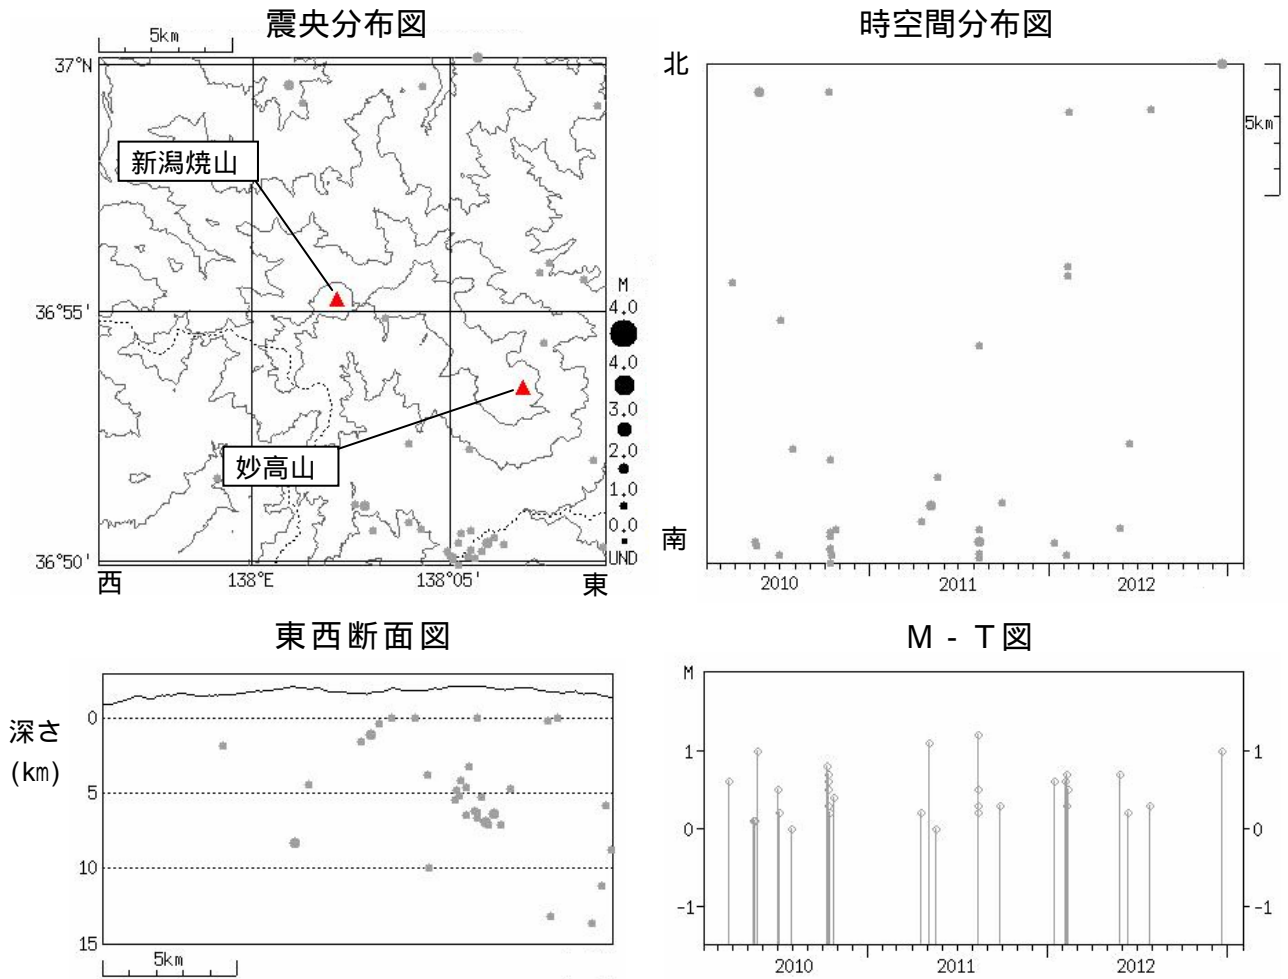 震央分布図
5km
37°N
新潟焼山
36°55'
妙高山
36°50'
西
138°E
138°05'
東
M
4.0
4.0
3.0
2.0
1.0
0.0
UND
時空間分布図
北
南
5km
2010
2011
2012
東西断面図
深さ
(km)
0
5
10
15
5km
M - T図
M
1
0
-1
1
0
-1
2010
2011
2012